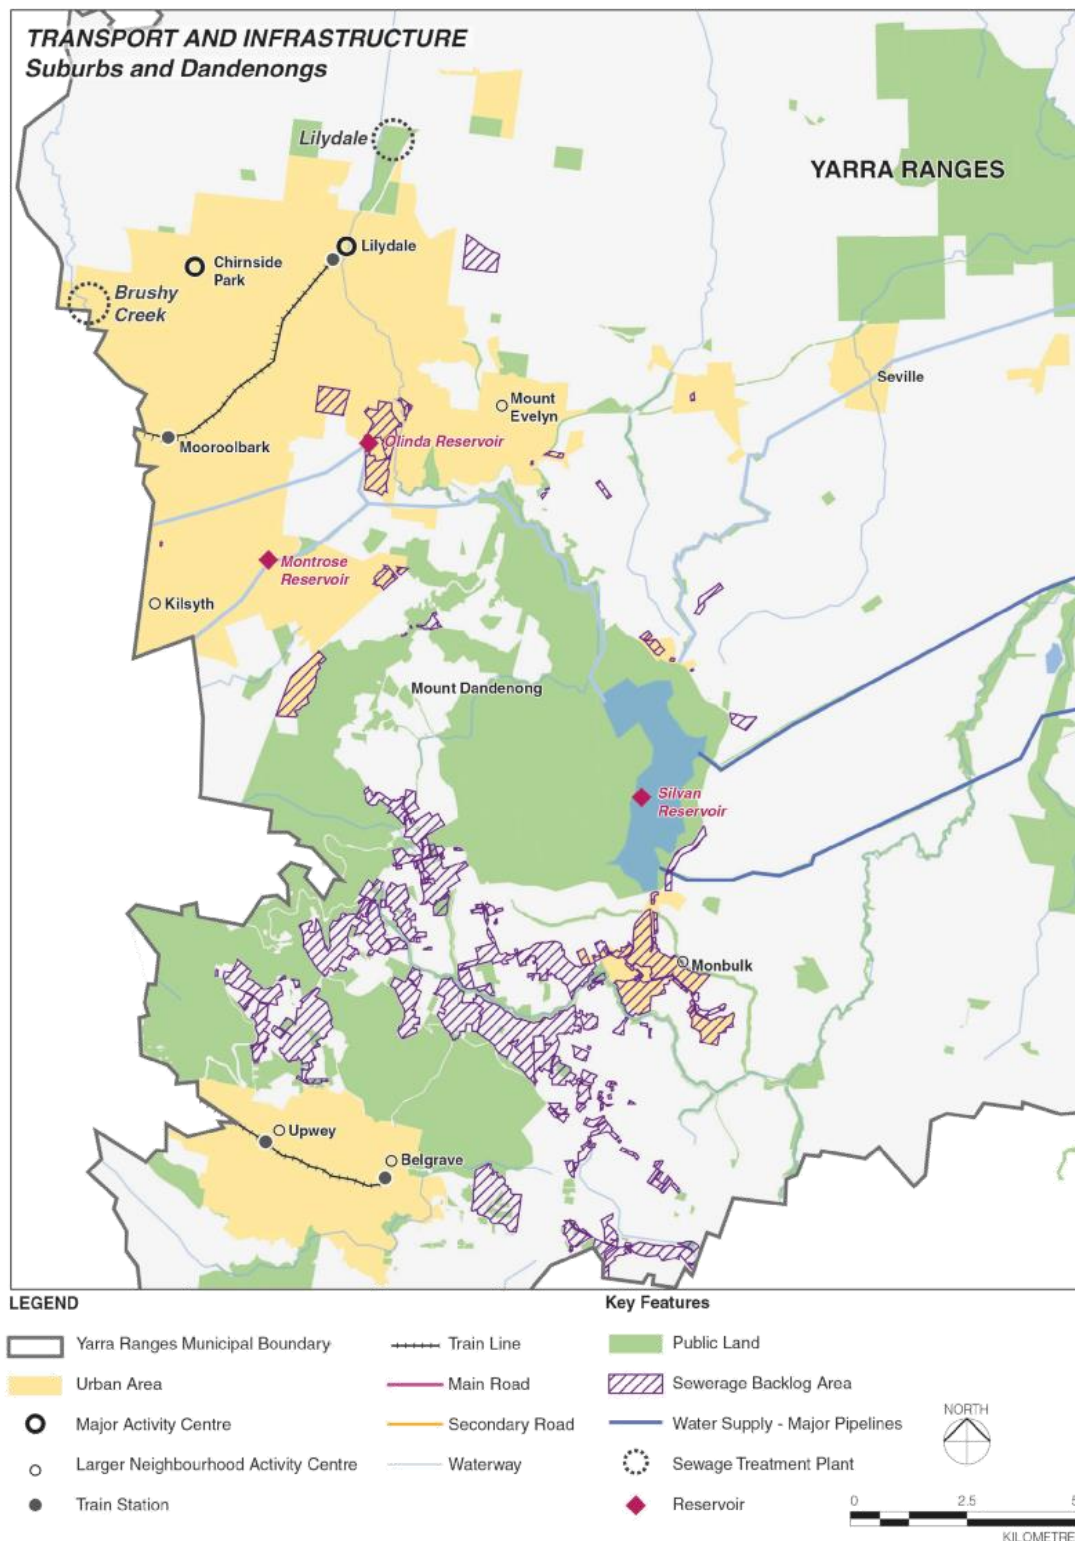 TRANSPORT AND INFRASTRUCTURE
Suburbs and Dandenongs
Lilydale
YARRA RANGES
Lilydale
Chirnside
Park
Brushy
Creek
Seville
Mount
Evelyn
Olinda Reservoir
Mooroolbark
Montrose
Reservoir
Kilsyth
Mount Dandenong
Silvan
Reservoir
Monbulk
Upwey
Belgrave
LEGEND
Yarra Ranges Municipal Boundary
Urban Area
Major Activity Centre
Larger Neighbourhood Activity Centre
Train Station
Train Line
Main Road
Secondary Road
Waterway
Key Features
Public Land
Sewerage Backlog Area
Water Supply - Major Pipelines
Sewage Treatment Plant
Reservoir
NORTH
0 2.5 5
KILOMETRE